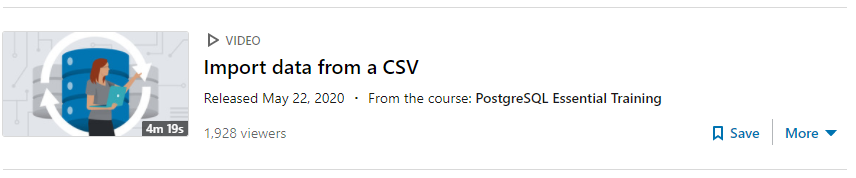 VIDEO
Import data from a CSV
Released May 22, 2020 · From the course: PostgreSQL Essential Training
4m 19s
1,928 viewers
Save
More